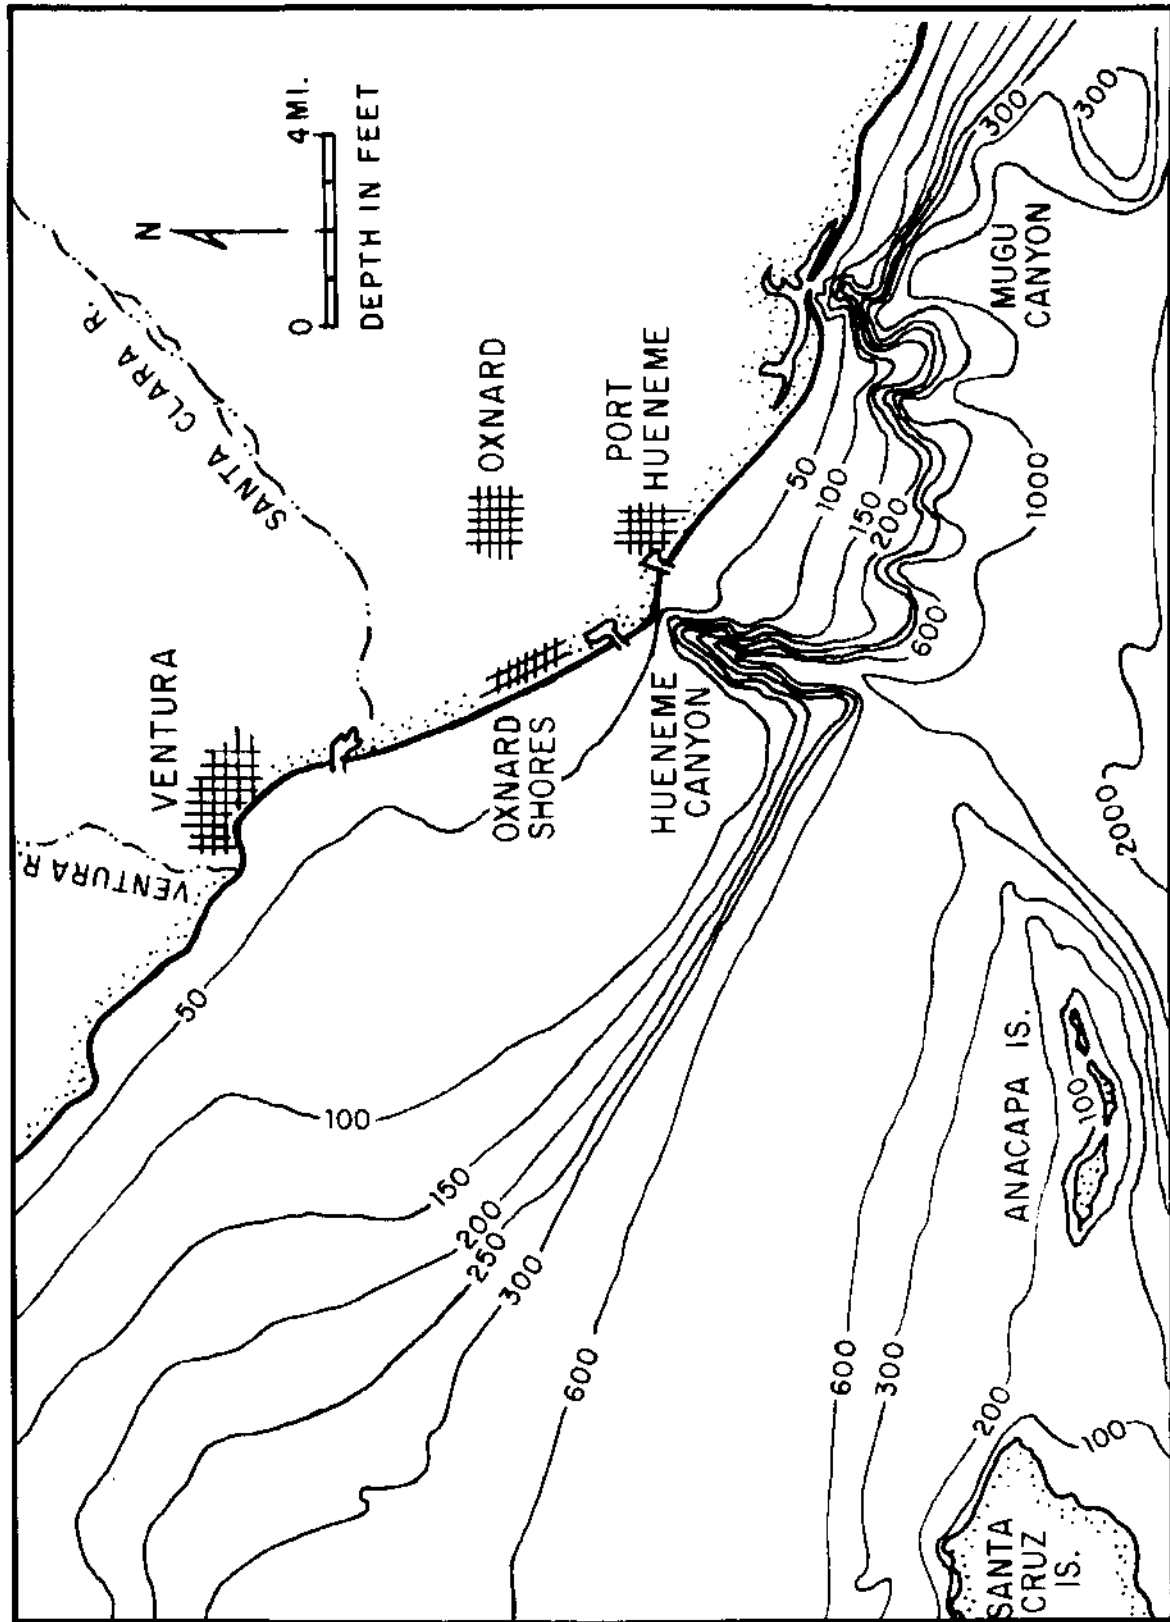 VENTURA R.
VENTURA
SANTA CLARA R.
N
0 4 MI.
DEPTH IN FEET
OXNARD
OXNARD
SHORES
PORT
HUENEME
HUENEME
CANYON
MUGU
CANYON
ANACAPA IS.
SANTA
CRUZ
IS.
50
100
150
200
250
300
600
600
300
200
100
100
50
100
150
200
600
1000
2000
300
300